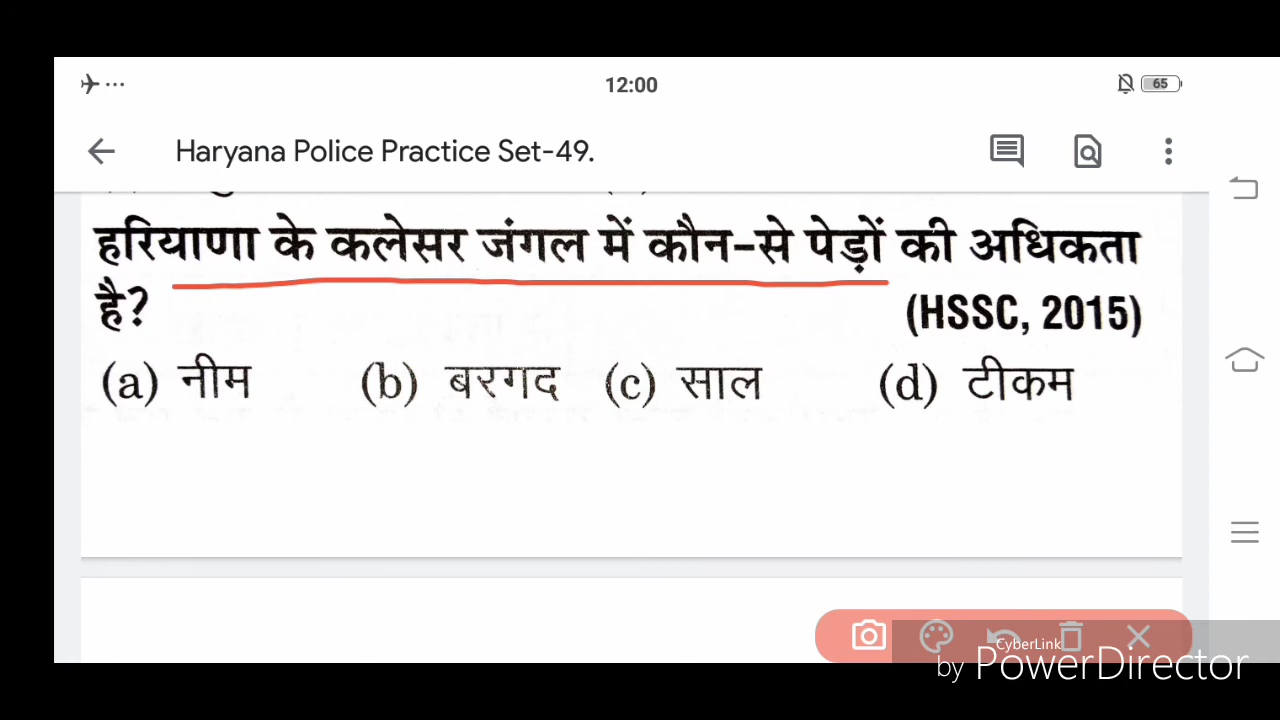 12:00
65
Haryana Police Practice Set-49.
हरियाणा के कलेसर जंगल में कौन-से पेड़ों की अधिकता
है? (HSSC, 2015)
(a) नीम (b) बरगद (c) साल (d) टीकम
CyberLink
by PowerDirector